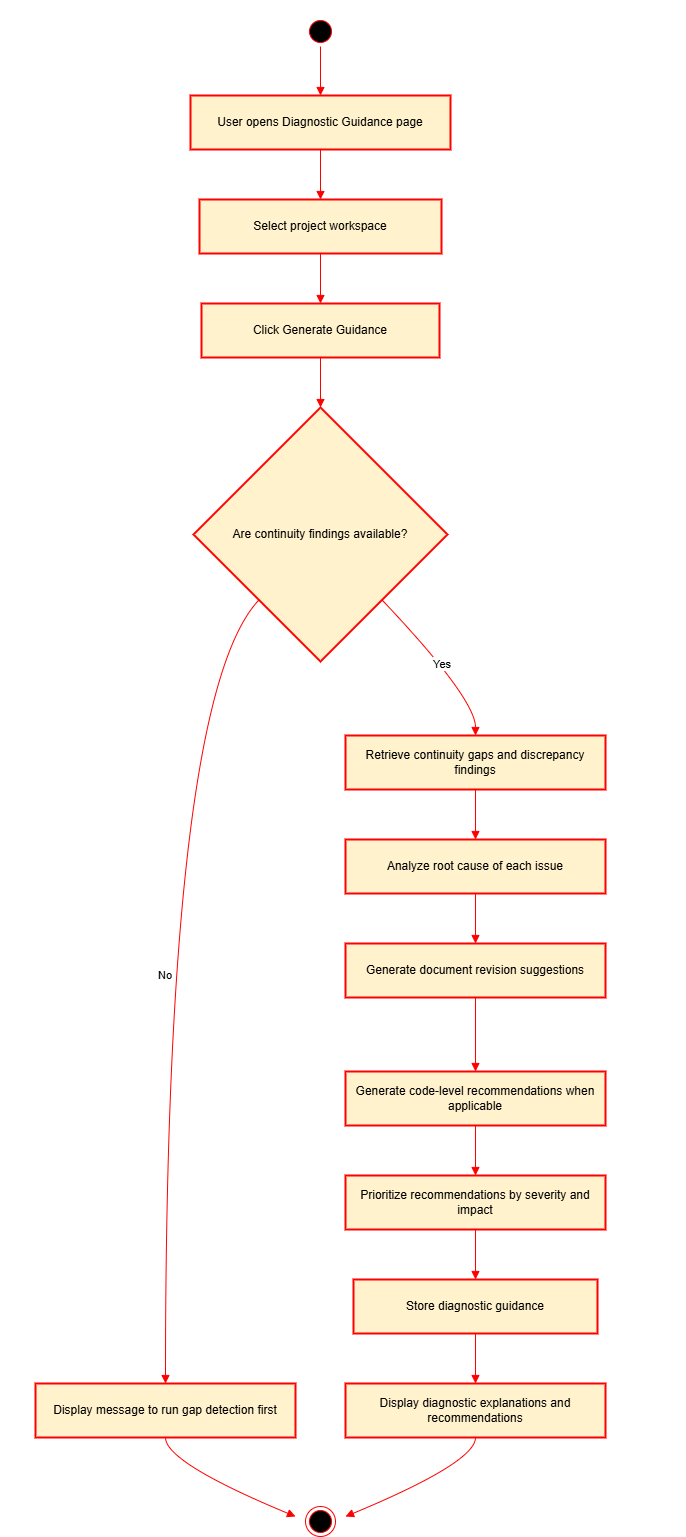 User opens Diagnostic Guidance page
Select project workspace
Click Generate Guidance
Are continuity findings available?
Yes
Retrieve continuity gaps and discrepancy
findings
Analyze root cause of each issue
Generate document revision suggestions
No
Generate code-level recommendations when
applicable
Prioritize recommendations by severity and
impact
Store diagnostic guidance
Display message to run gap detection first
Display diagnostic explanations and
recommendations